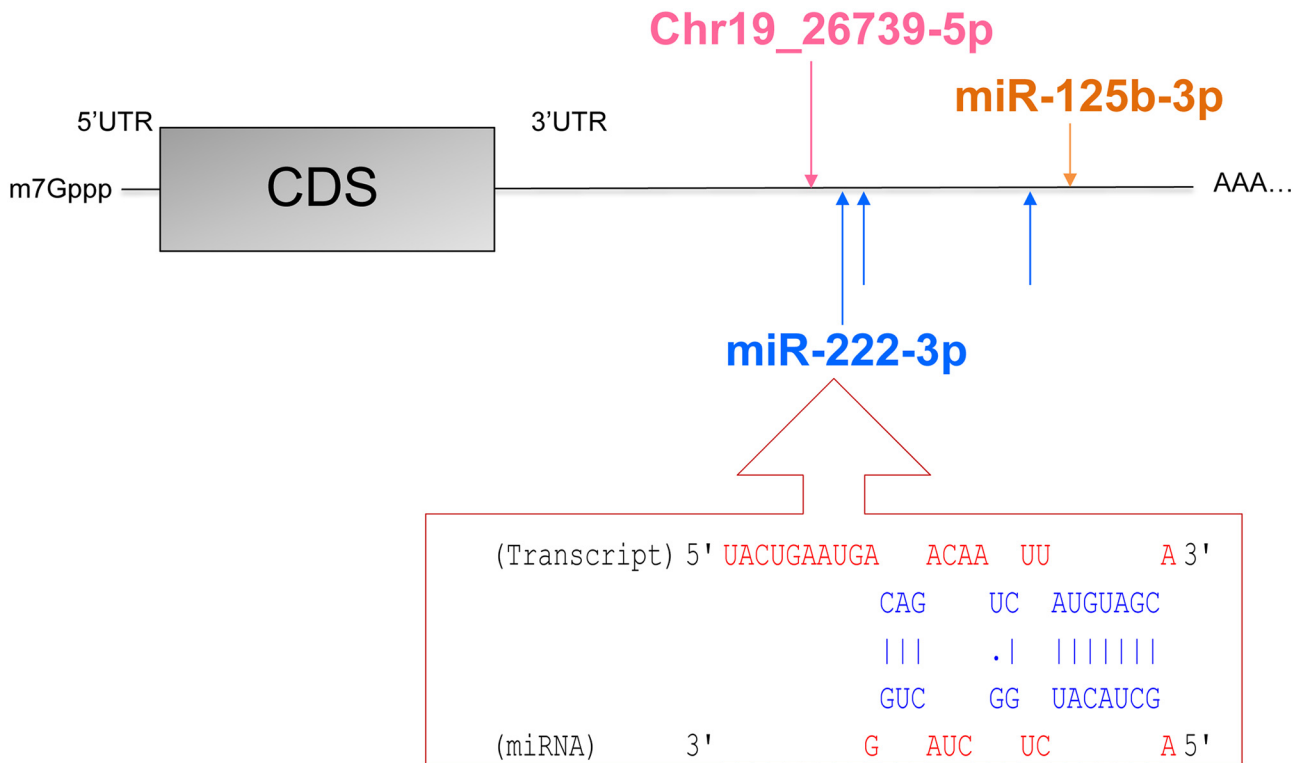 Chr19_26739-5p
miR-125b-3p
5'UTR
3'UTR
m7Gppp
CDS
AAA...
miR-222-3p
(Transcript) 5' UACUGAAUGA ACAA UU A 3'
CAG UC AUGUAGC
||| .| |||||||
GUC GG UACAUCG
(miRNA) 3' G AUC UC A 5'